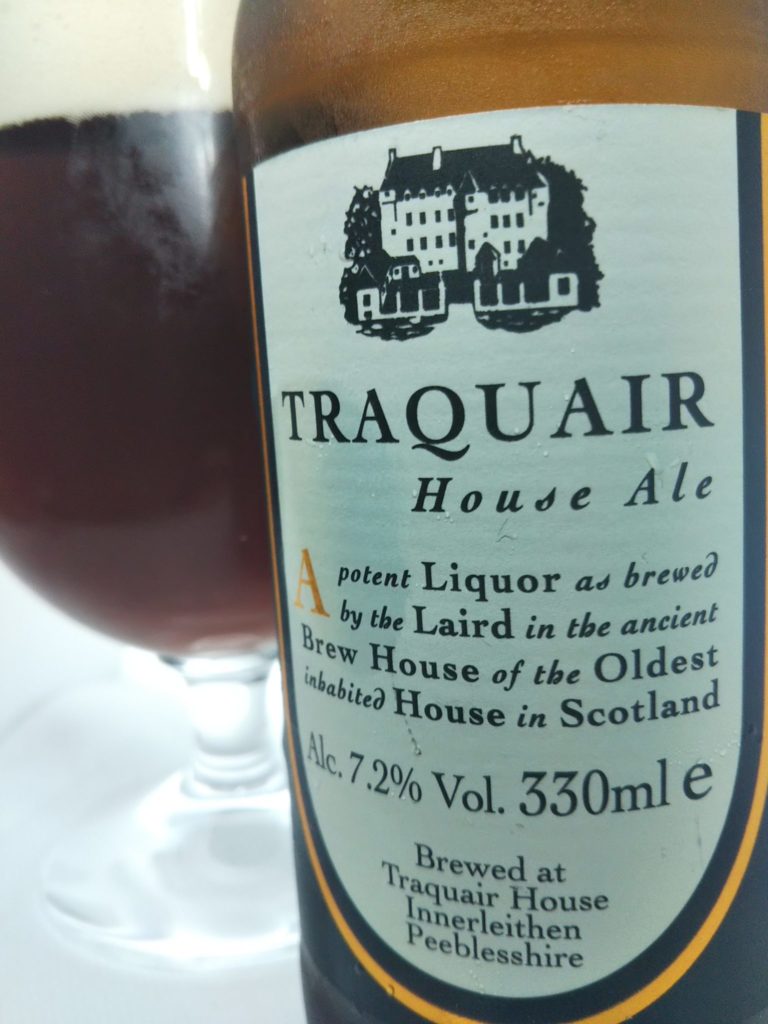 TRAQUAIR
House Ale
A potent Liquor as brewed
by the Laird in the ancient
Brew House of the Oldest
inhabited House in Scotland
Alc. 7.2% Vol. 330ml e
Brewed at
Traquair House
Innerleithen
Peeblesshire